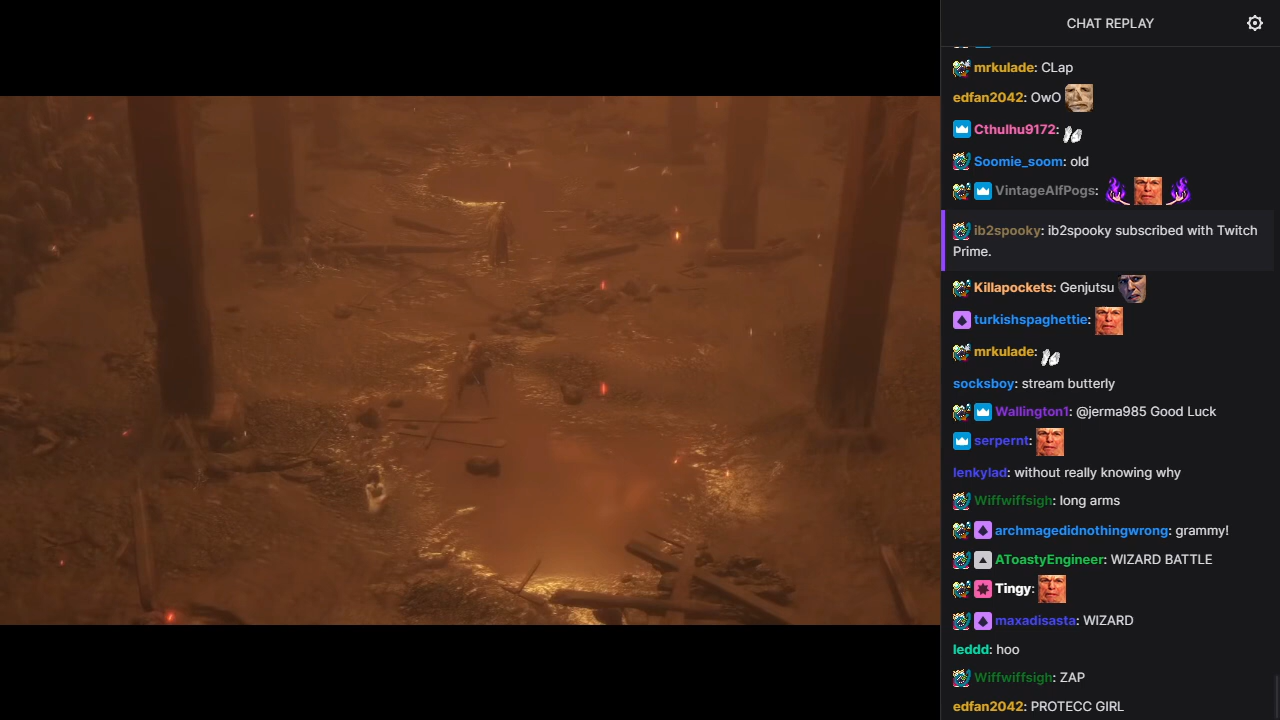 CHAT REPLAY
mrkulade: CLap
edfan2042: OwO
Cthulhu9172:
Soomie_soom: old
VintageAlfPogs:
ib2spooky: ib2spooky subscribed with Twitch
Prime.
Killapockets: Genjutsu
turkishspaghettie:
mrkulade:
socksboy: stream butterly
Wallington1: @jerma985 Good Luck
serpernt:
lenkylad: without really knowing why
Wiffwiffsigh: long arms
archmagedidnothingwrong: grammy!
AToastyEngineer: WIZARD BATTLE
Tingy:
maxadisasta: WIZARD
leddd: hoo
Wiffwiffsigh: ZAP
edfan2042: PROTECC GIRL